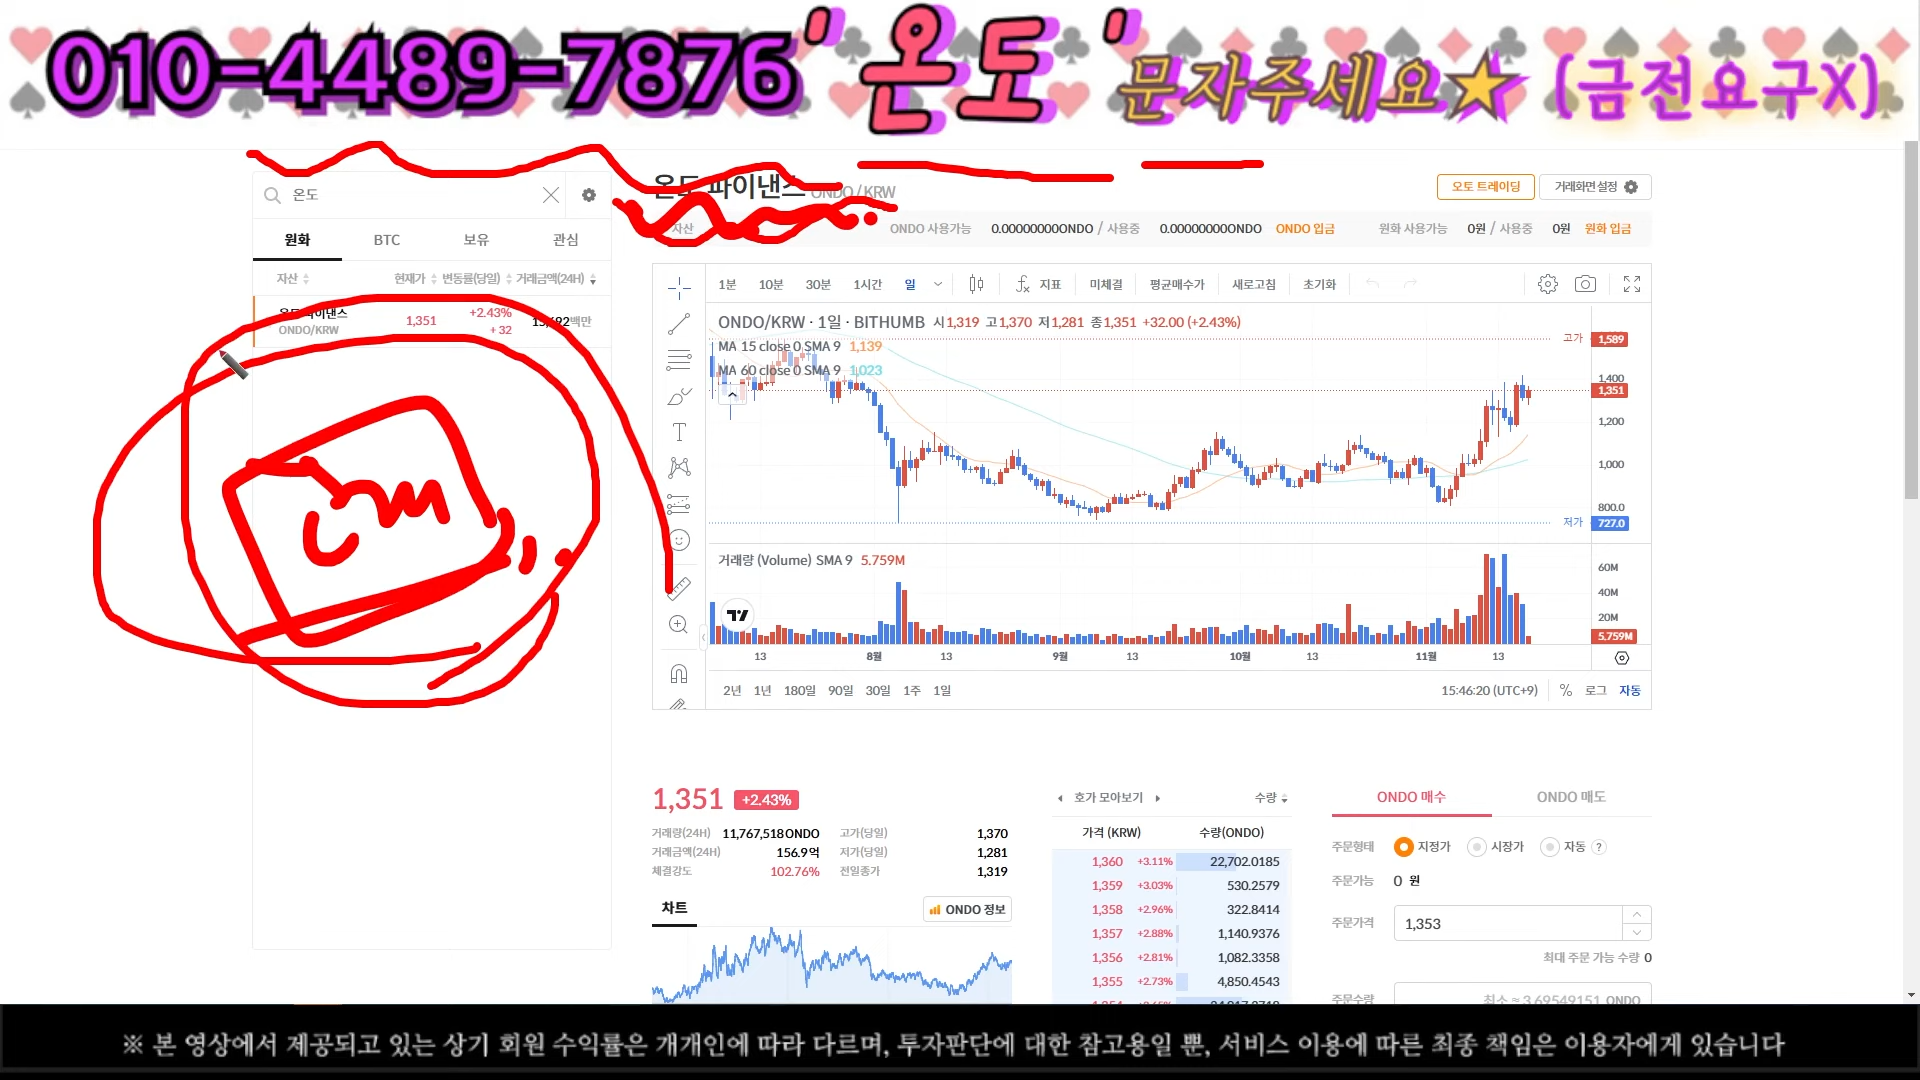 010-4489-7876 "온도" 문자주세요★ (금전요구X)
온도
원화 BTC 보유 관심
자산 현재가 변동률(당일) 거래금액(24H)
ONDO/KRW 1,351 +2.43% +32 백만
온도 파이낸스 ONDO/KRW
오토 트레이딩 거래화면설정
자산 ONDO 사용가능 0.00000000ONDO / 사용중 0.00000000ONDO ONDO 입금 원화 사용가능 0원 / 사용중 0원 원화 입금
1분 10분 30분 1시간 일 지표 미체결 평균매수가 새로고침 초기화
ONDO/KRW · 1일 · BITHUMB 시1,319 고1,370 저1,281 종1,351 +32.00 (+2.43%)
MA 15 close 0 SMA 9 1,139
MA 60 close 0 SMA 9 1,023
고가 1,589
1,400
1,351
1,200
1,000
800.0
저가 727.0
거래량 (Volume) SMA 9 5.759M
60M
40M
20M
5.759M
13 8월 13 9월 13 10월 13 11월 13
2년 1년 180일 90일 30일 1주 1일 15:46:20 (UTC+9) % 로그 자동
1,351 +2.43%
거래량(24H) 11,767,518ONDO 고가(당일) 1,370
거래금액(24H) 156.9억 저가(당일) 1,281
체결강도 102.76% 전일종가 1,319
차트 ONDO 정보
호가 모아보기 수량
가격 (KRW) 수량(ONDO)
1,360 +3.11% 22,702.0185
1,359 +3.03% 530.2579
1,358 +2.96% 322.8414
1,357 +2.88% 1,140.9376
1,356 +2.81% 1,082.3358
1,355 +2.73% 4,850.4543
ONDO 매수 ONDO 매도
주문형태 지정가 시장가 자동 ?
주문가능 0 원
주문가격 1,353
최대 주문 가능 수량 0
주문수량 최소 ≈ 3.69549151 ONDO
※ 본 영상에서 제공되고 있는 상기 회원 수익률은 개개인에 따라 다르며, 투자판단에 대한 참고용일 뿐, 서비스 이용에 따른 최종 책임은 이용자에게 있습니다